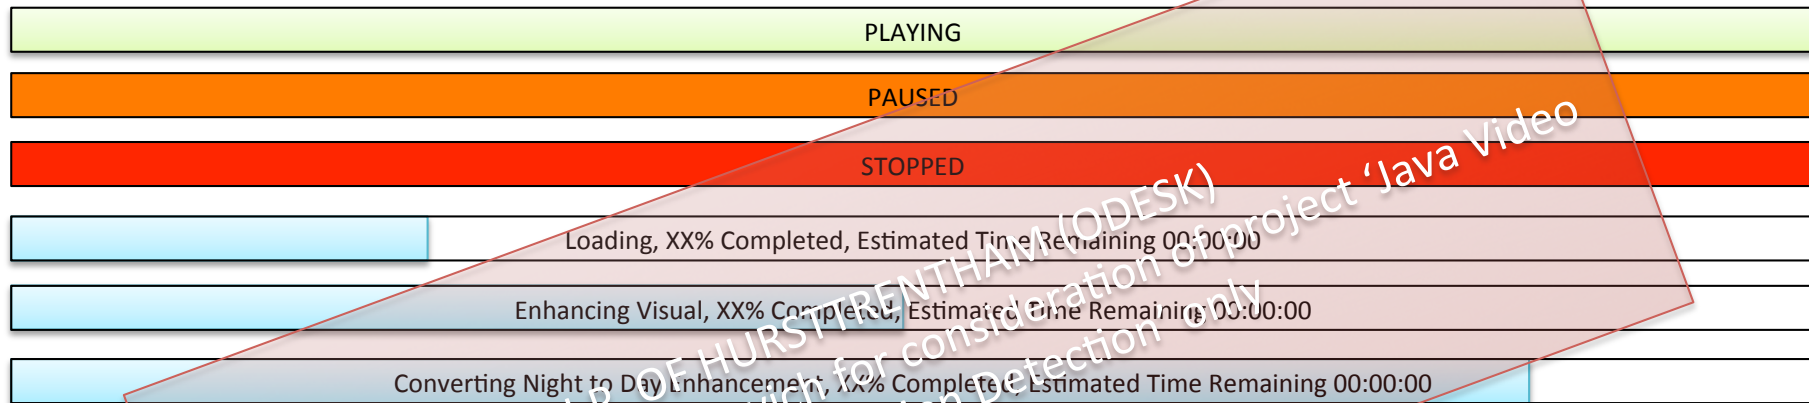 PLAYING
PAUSED
STOPPED
Loading, XX% Completed, Estimated Time Remaining 00:00:00
Enhancing Visual, XX% Completed, Estimated Time Remaining 00:00:00
Converting Night to Day Enhancement, XX% Completed, Estimated Time Remaining 00:00:00
OF HURSTTRENTHAM (ODESK)
for consideration of project ‘Java Video
Detection’ only